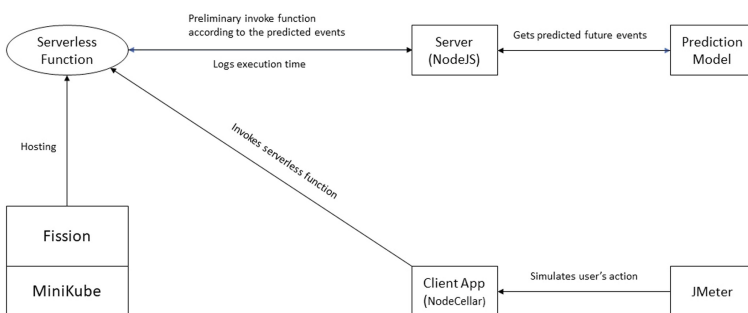 Preliminary invoke function
according to the predicted events
Serverless
Function
Logs execution time
Server
(NodeJS)
Gets predicted future events
Prediction
Model
Hosting
Invokes serverless function
Fission
MiniKube
Client App
(NodeCellar)
Simulates user's action
JMeter